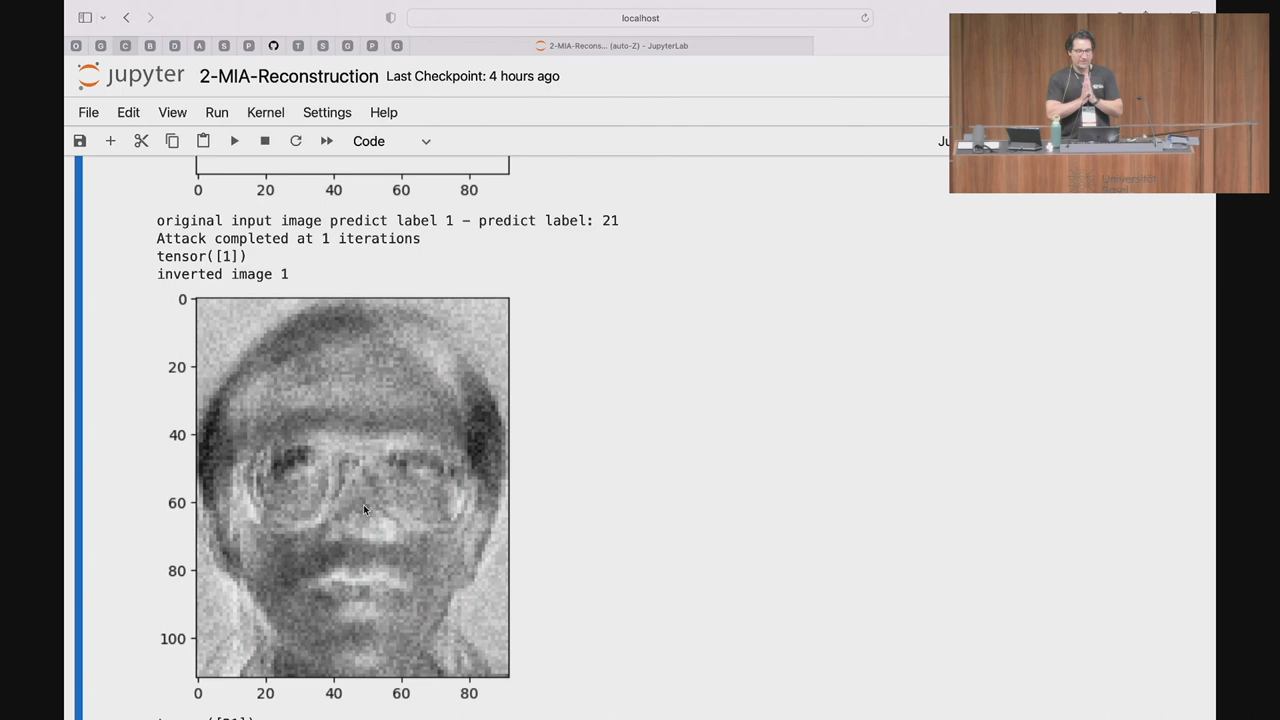 localhost
O G C B D A S P T S G P G
2-MIA-Recons... (auto-Z) - JupyterLab
jupyter 2-MIA-Reconstruction Last Checkpoint: 4 hours ago
File Edit View Run Kernel Settings Help
Code
Ju
0 20 40 60 80
original input image predict label 1 - predict label: 21
Attack completed at 1 iterations
tensor([1])
inverted image 1
0
20
40
60
80
100
0 20 40 60 80
Universität
Basel